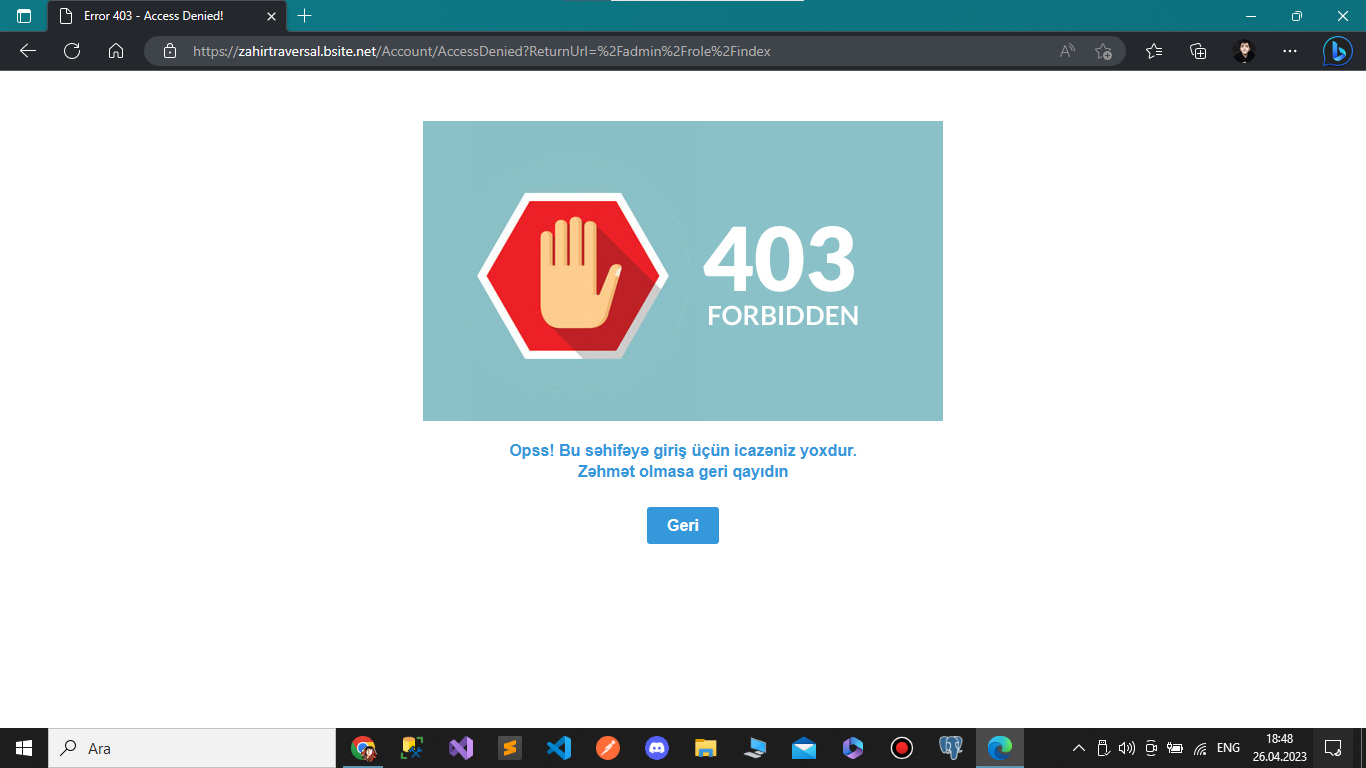 Error 403 - Access Denied!
https://zahirtraversal.bsite.net/Account/AccessDenied?ReturnUrl=%2Fadmin%2Frole%2Findex
403
FORBIDDEN
Opss! Bu səhifəyə giriş üçün icazəniz yoxdur.
Zəhmət olmasa geri qayıdın
Geri
Ara
ENG
18:48
26.04.2023